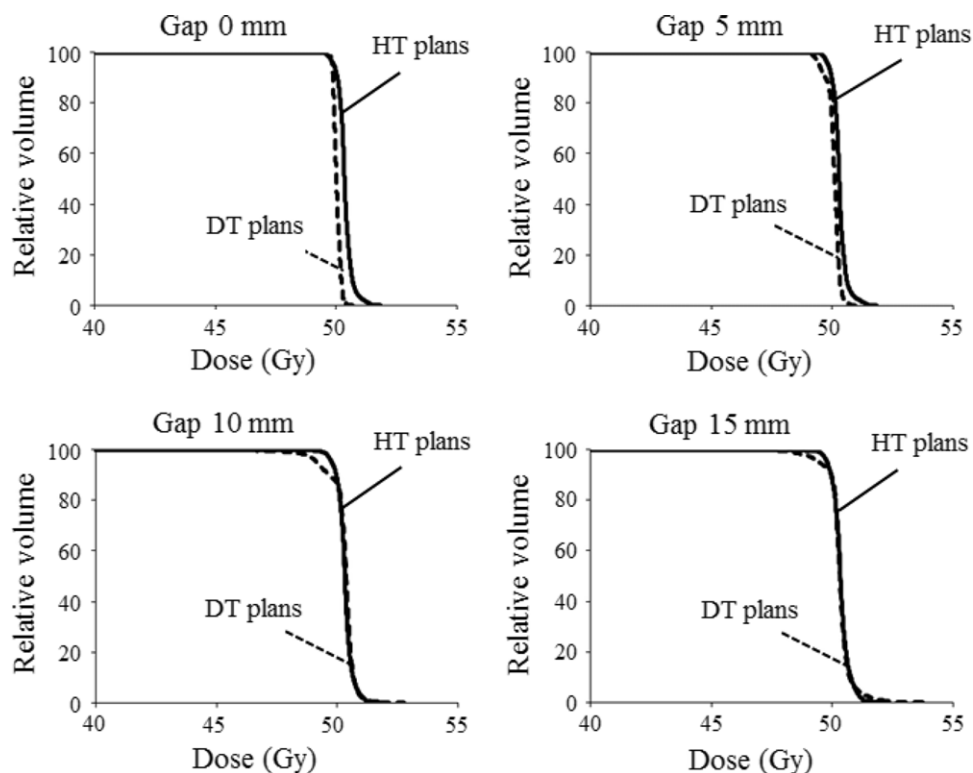 Gap 0 mm
Relative volume
100
80
60
40
20
0
HT plans
DT plans
40 45 50 55
Dose (Gy)
Gap 5 mm
Relative volume
100
80
60
40
20
0
HT plans
DT plans
40 45 50 55
Dose (Gy)
Gap 10 mm
Relative volume
100
80
60
40
20
0
HT plans
DT plans
40 45 50 55
Dose (Gy)
Gap 15 mm
Relative volume
100
80
60
40
20
0
HT plans
DT plans
40 45 50 55
Dose (Gy)